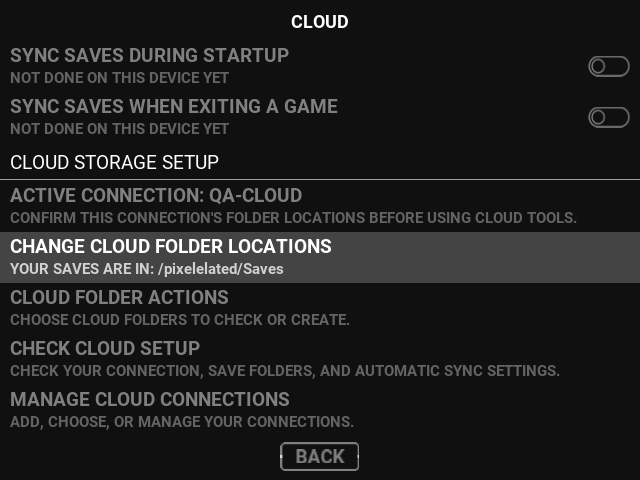 CLOUD
SYNC SAVES DURING STARTUP
NOT DONE ON THIS DEVICE YET
SYNC SAVES WHEN EXITING A GAME
NOT DONE ON THIS DEVICE YET
CLOUD STORAGE SETUP
ACTIVE CONNECTION: QA-CLOUD
CONFIRM THIS CONNECTION'S FOLDER LOCATIONS BEFORE USING CLOUD TOOLS.
CHANGE CLOUD FOLDER LOCATIONS
YOUR SAVES ARE IN: /pixelelated/Saves
CLOUD FOLDER ACTIONS
CHOOSE CLOUD FOLDERS TO CHECK OR CREATE.
CHECK CLOUD SETUP
CHECK YOUR CONNECTION, SAVE FOLDERS, AND AUTOMATIC SYNC SETTINGS.
MANAGE CLOUD CONNECTIONS
ADD, CHOOSE, OR MANAGE YOUR CONNECTIONS.
BACK